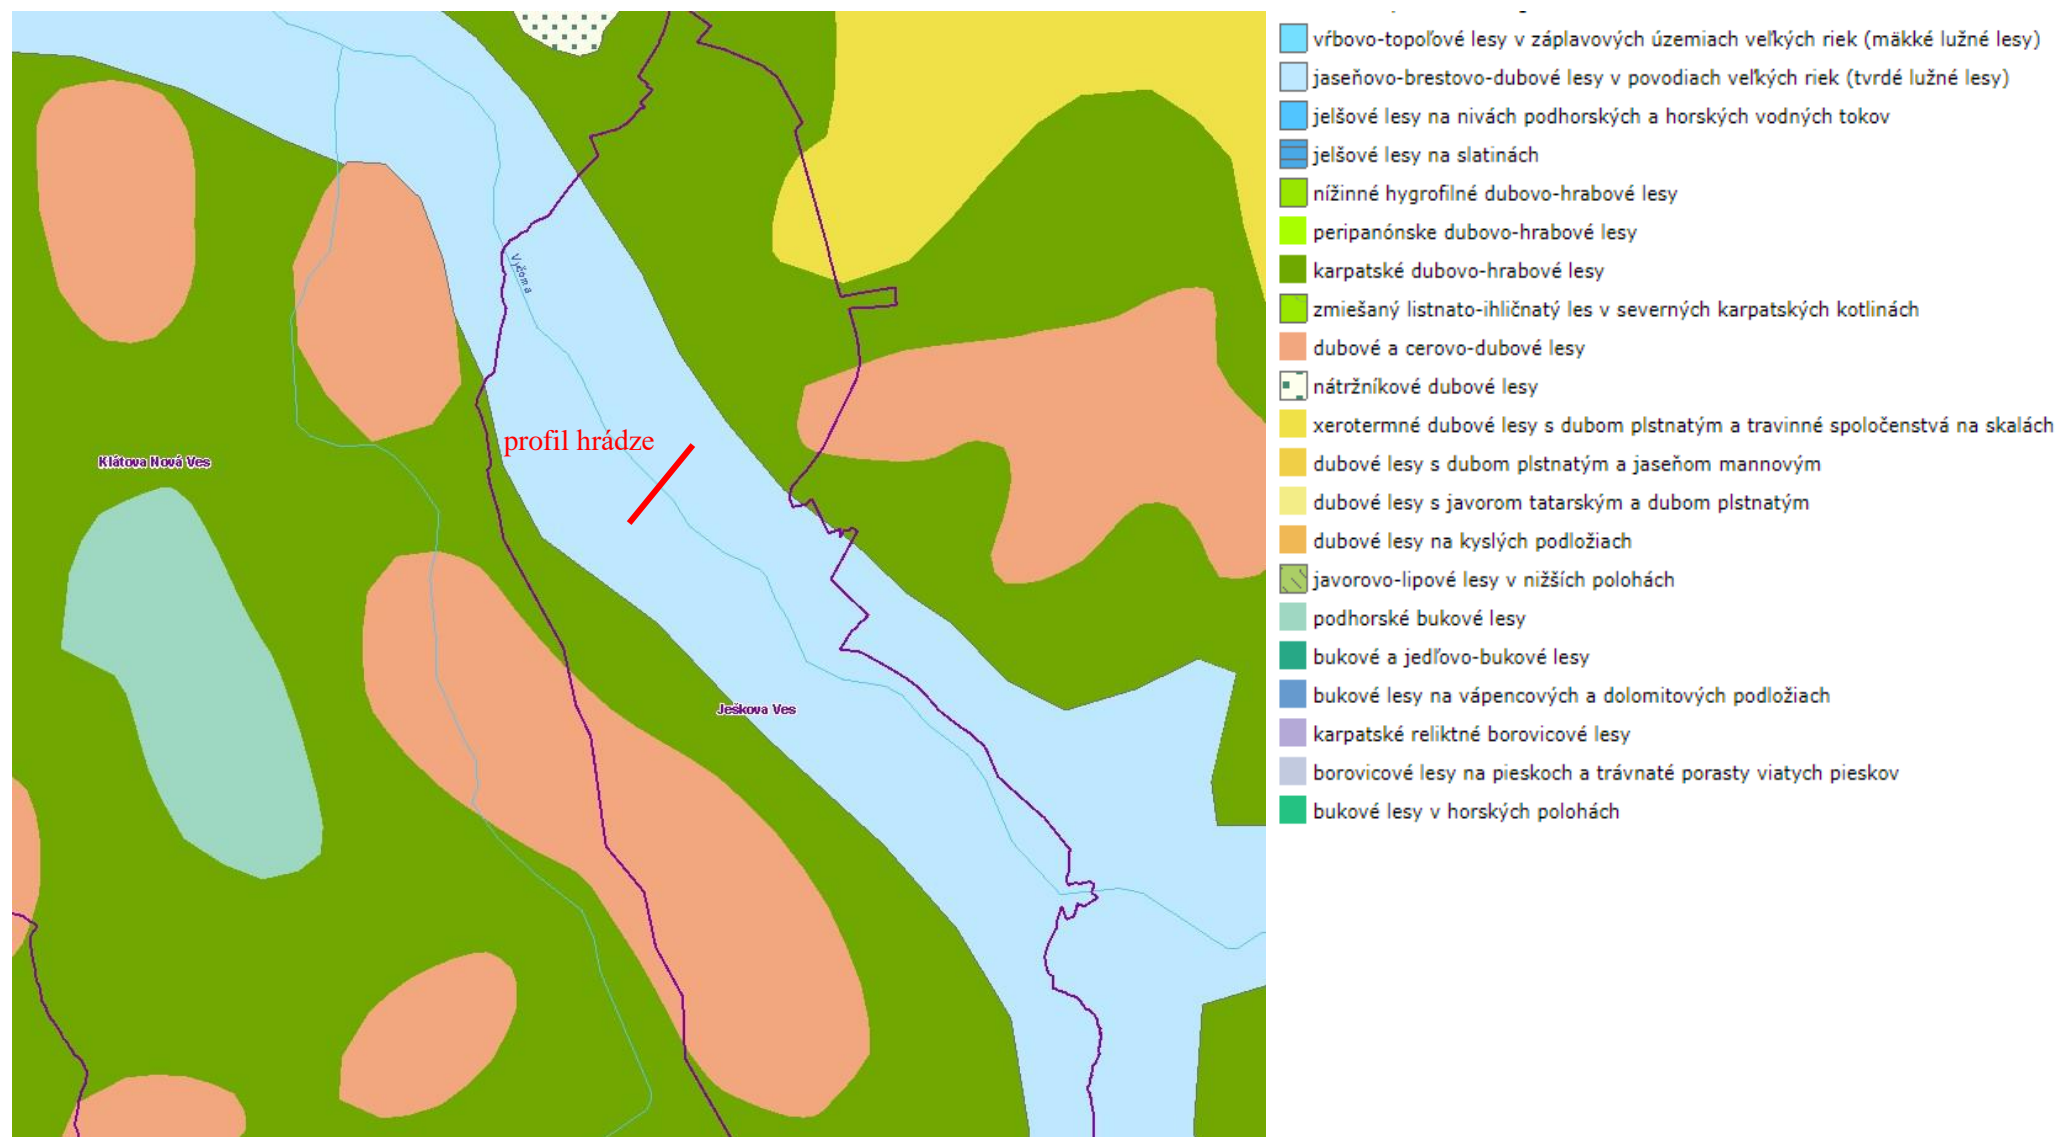 Vyčoma
profil hrádze
Klátova Nová Ves
Ješkova Ves
vŕbovo-topoľové lesy v záplavových územiach veľkých riek (mäkké lužné lesy)
jaseňovo-brestovo-dubové lesy v povodiach veľkých riek (tvrdé lužné lesy)
jelšové lesy na nivách podhorských a horských vodných tokov
jelšové lesy na slatinách
nížinné hygrofilné dubovo-hrabové lesy
peripanónske dubovo-hrabové lesy
karpatské dubovo-hrabové lesy
zmiešaný listnato-ihličnatý les v severných karpatských kotlinách
dubové a cerovo-dubové lesy
nátržníkové dubové lesy
xerotermné dubové lesy s dubom plstnatým a travinné spoločenstvá na skalách
dubové lesy s dubom plstnatým a jaseňom mannovým
dubové lesy s javorom tatarským a dubom plstnatým
dubové lesy na kyslých podložiach
javorovo-lipové lesy v nižších polohách
podhorské bukové lesy
bukové a jedľovo-bukové lesy
bukové lesy na vápencových a dolomitových podložiach
karpatské reliktné borovicové lesy
borovicové lesy na pieskoch a trávnaté porasty viatych pieskov
bukové lesy v horských polohách